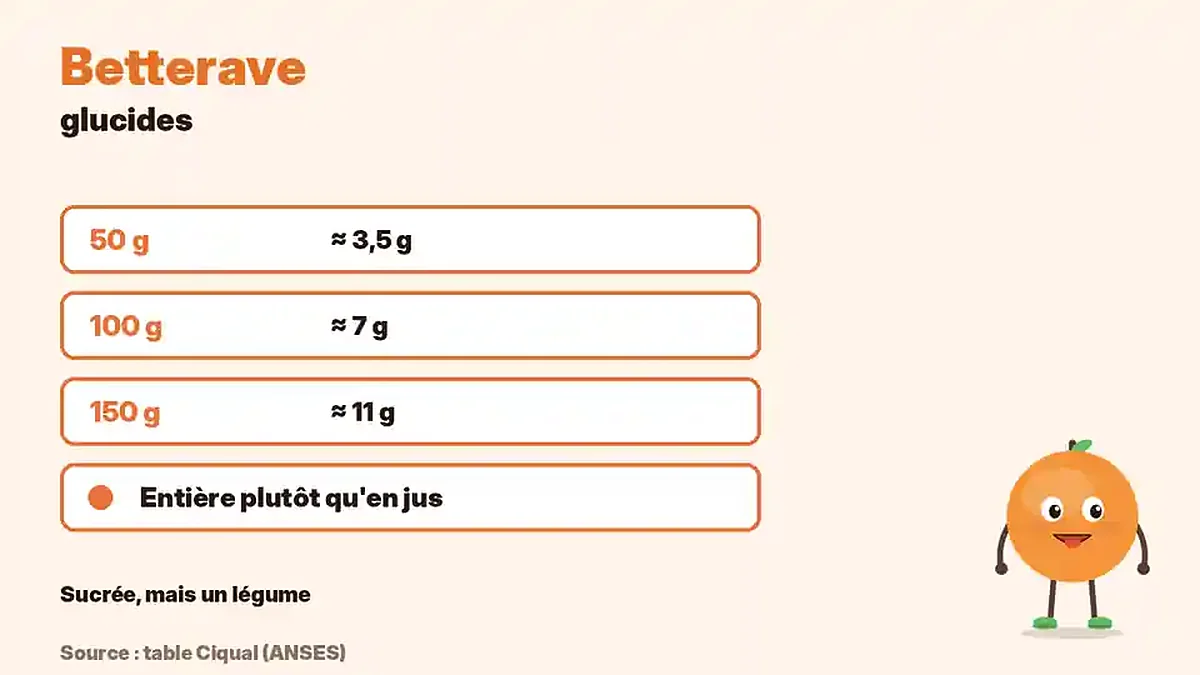 Betterave
glucides
50 g ≈ 3,5 g
100 g ≈ 7 g
150 g ≈ 11 g
Entière plutôt qu'en jus
Sucrée, mais un légume
Source : table Ciqual (ANSES)